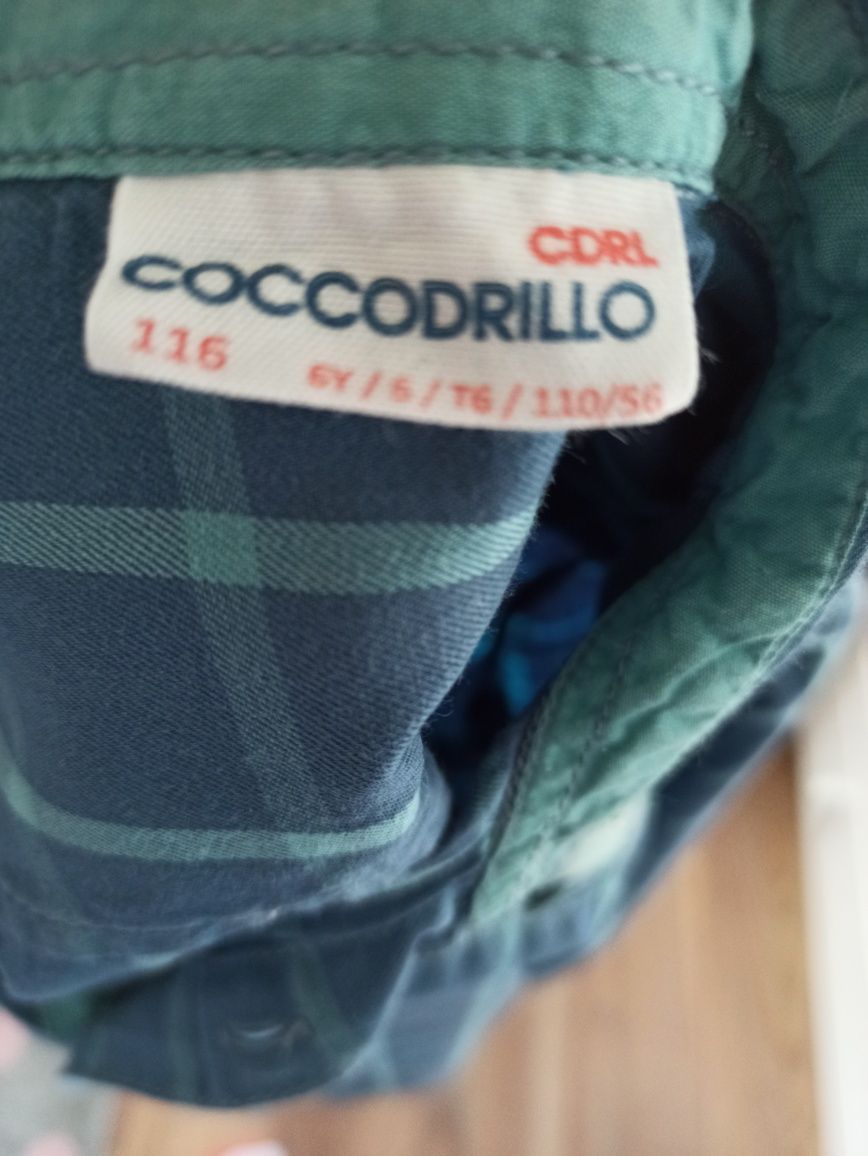 CDRL
COCCODRILLO
116 6Y / 6 / T6 / 110/56